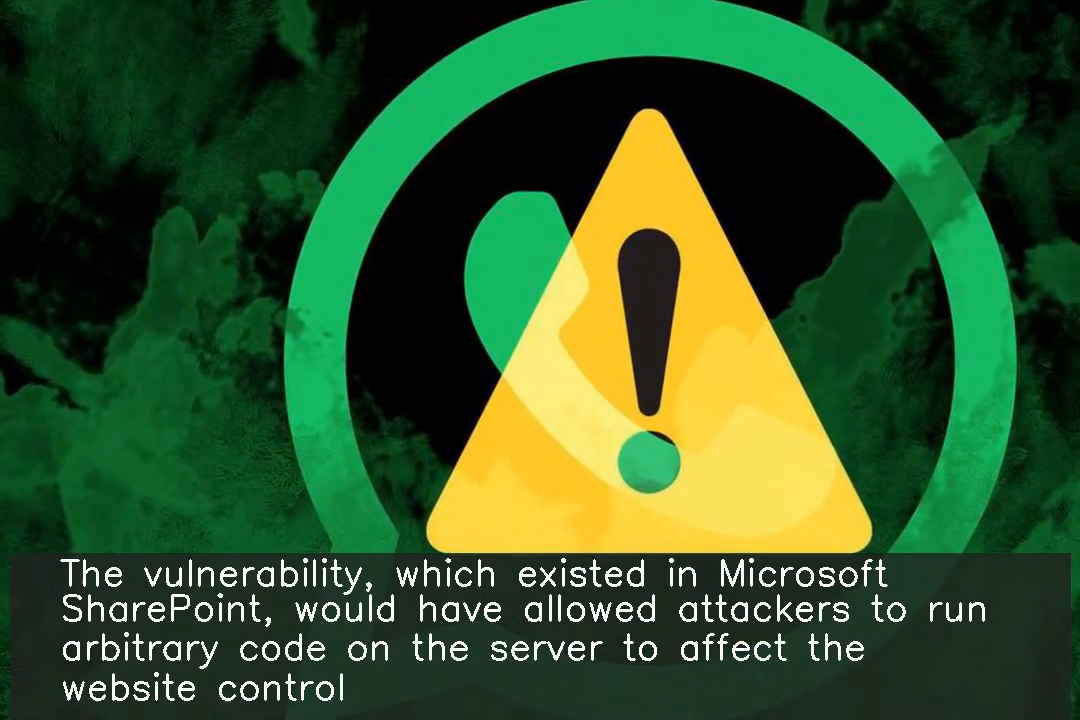 The vulnerability, which existed in Microsoft
SharePoint, would have allowed attackers to run
arbitrary code on the server to affect the
website control